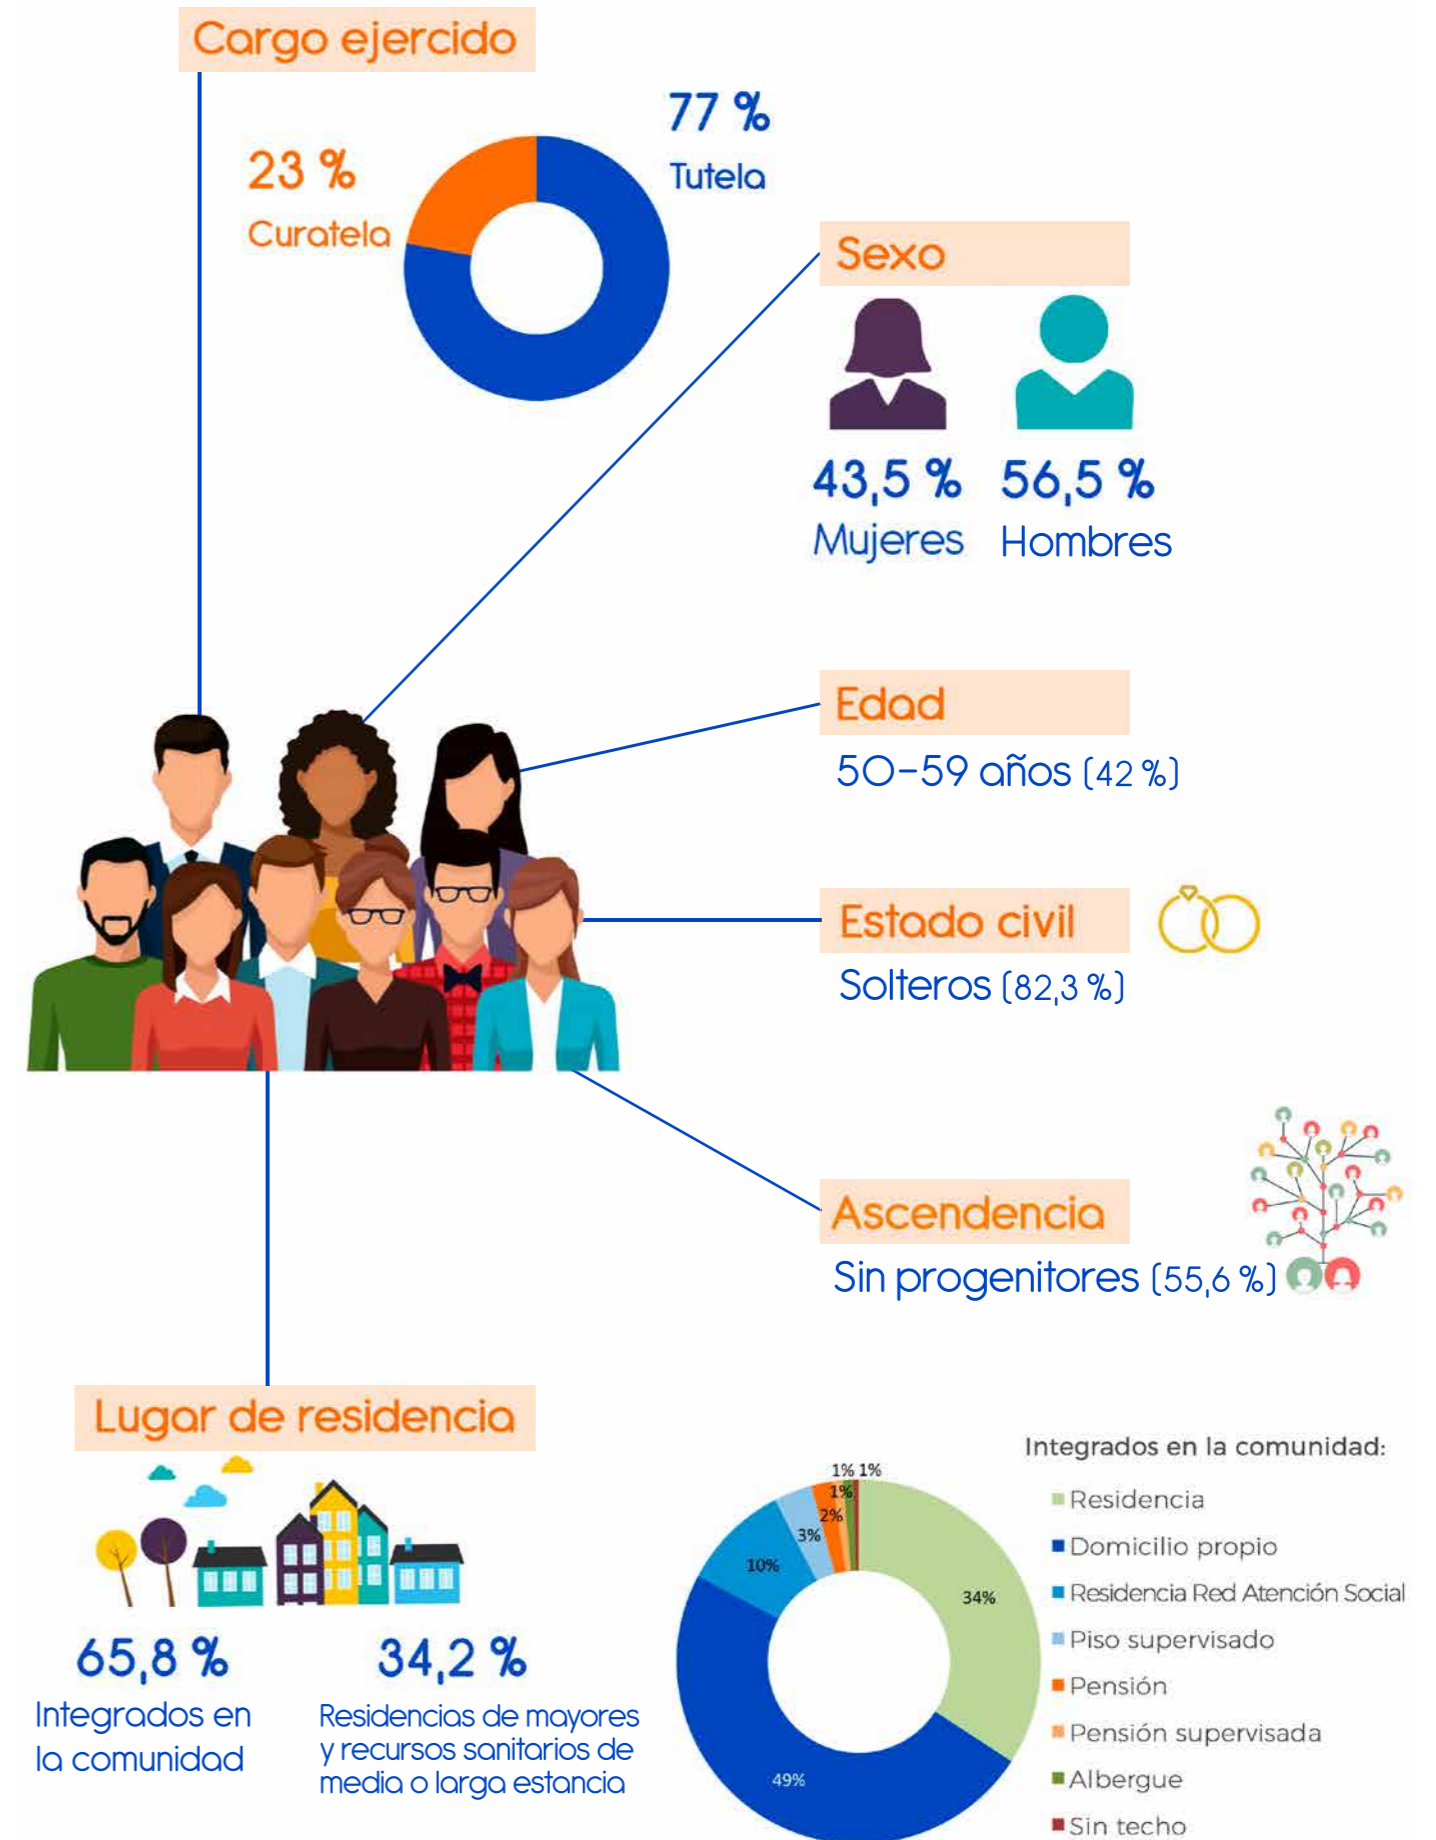 Cargo ejercido
77 %
Tutela
23 %
Curatela
Sexo
43,5 %
Mujeres
56,5 %
Hombres
Edad
50-59 años (42 %)
Estado civil
Solteros (82,3 %)
Ascendencia
Sin progenitores (55,6 %)
Lugar de residencia
65,8 %
Integrados en
la comunidad
34,2 %
Residencias de mayores
y recursos sanitarios de
media o larga estancia
1% 1%
1%
2%
3%
10%
34%
49%
Integrados en la comunidad:
Residencia
Domicilio propio
Residencia Red Atención Social
Piso supervisado
Pensión
Pensión supervisada
Albergue
Sin techo